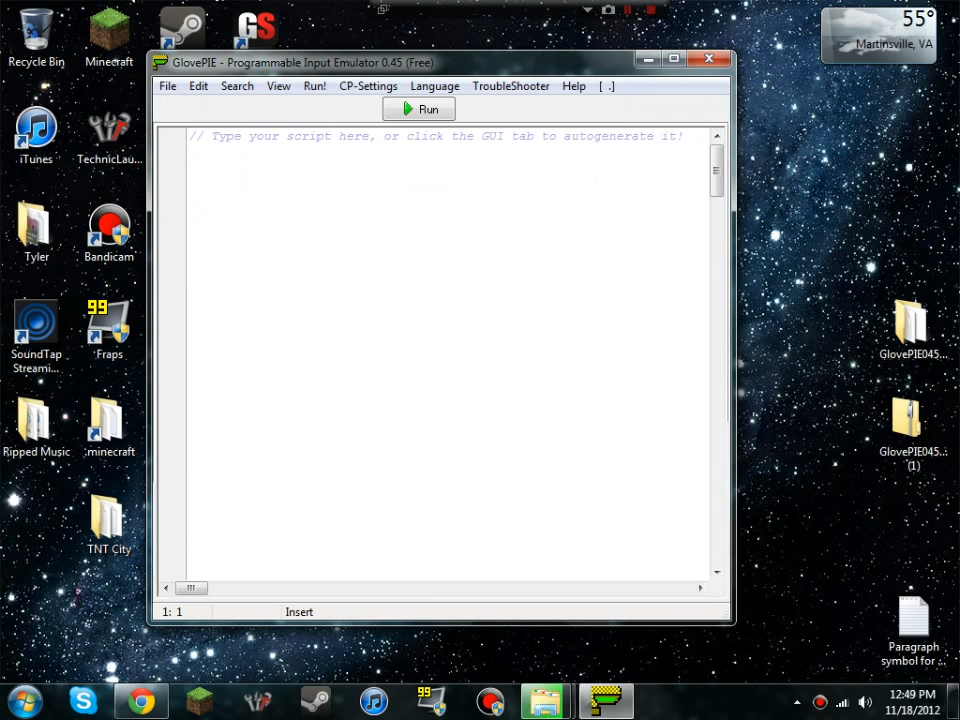 GS
55°
Martinsville, VA
Recycle Bin
Minecraft
GlovePIE - Programmable Input Emulator 0.45 (Free)
File Edit Search View Run! CP-Settings Language TroubleShooter Help [ .]
Run
// Type your script here, or click the GUI tab to autogenerate it!
iTunes
TechnicLau...
Tyler
Bandicam
99
SoundTap
Streami...
Fraps
GlovePIE045...
Ripped Music
.minecraft
GlovePIE045...
(1)
TNT City
1: 1
Insert
Paragraph
symbol for ...
99
12:49 PM
11/18/2012